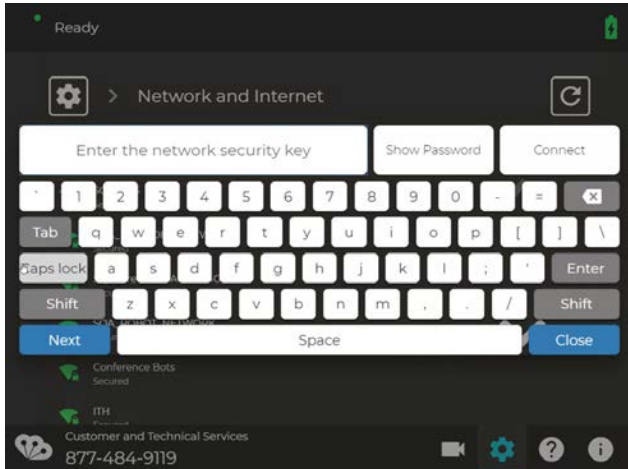 Ready
> Network and Internet
Enter the network security key Show Password Connect
` 1 2 3 4 5 6 7 8 9 0 - =
Tab q w e r t y u i o p [ ] \
Caps lock a s d f g h j k l ; ' Enter
Shift z x c v b n m , . / Shift
SOA_ROBOT_NETWORK
Next Space Close
Conference Bots
Secured
ITH
Secured
Customer and Technical Services
877-484-9119